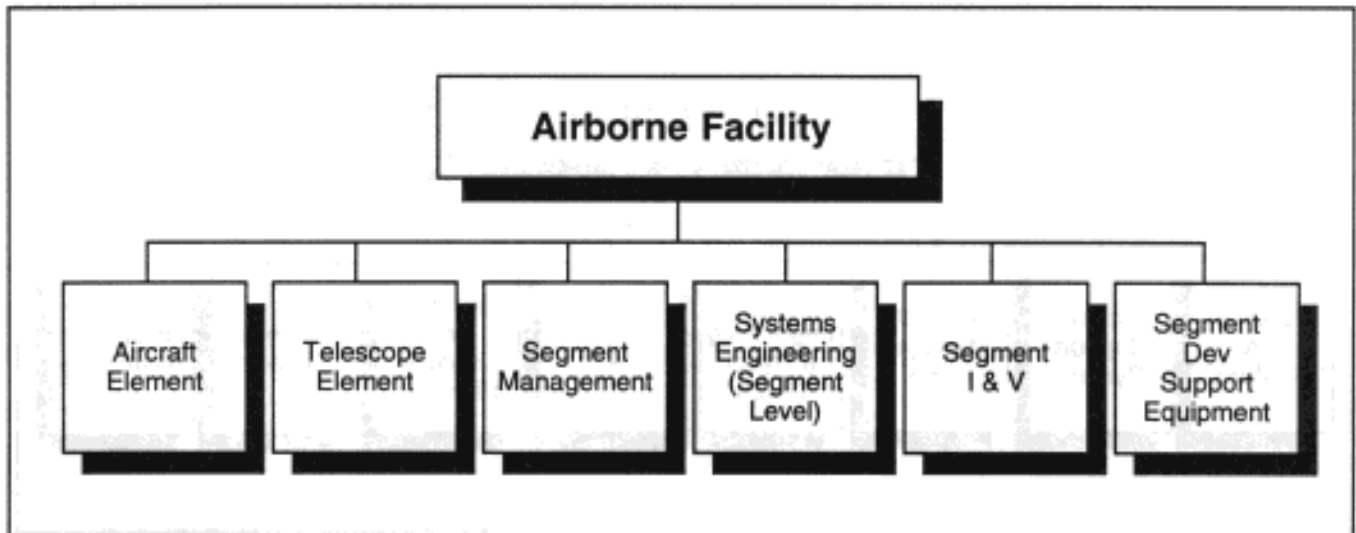 Airborne Facility
Aircraft
Element
Telescope
Element
Segment
Management
Systems
Engineering
(Segment
Level)
Segment
I & V
Segment
Dev
Support
Equipment